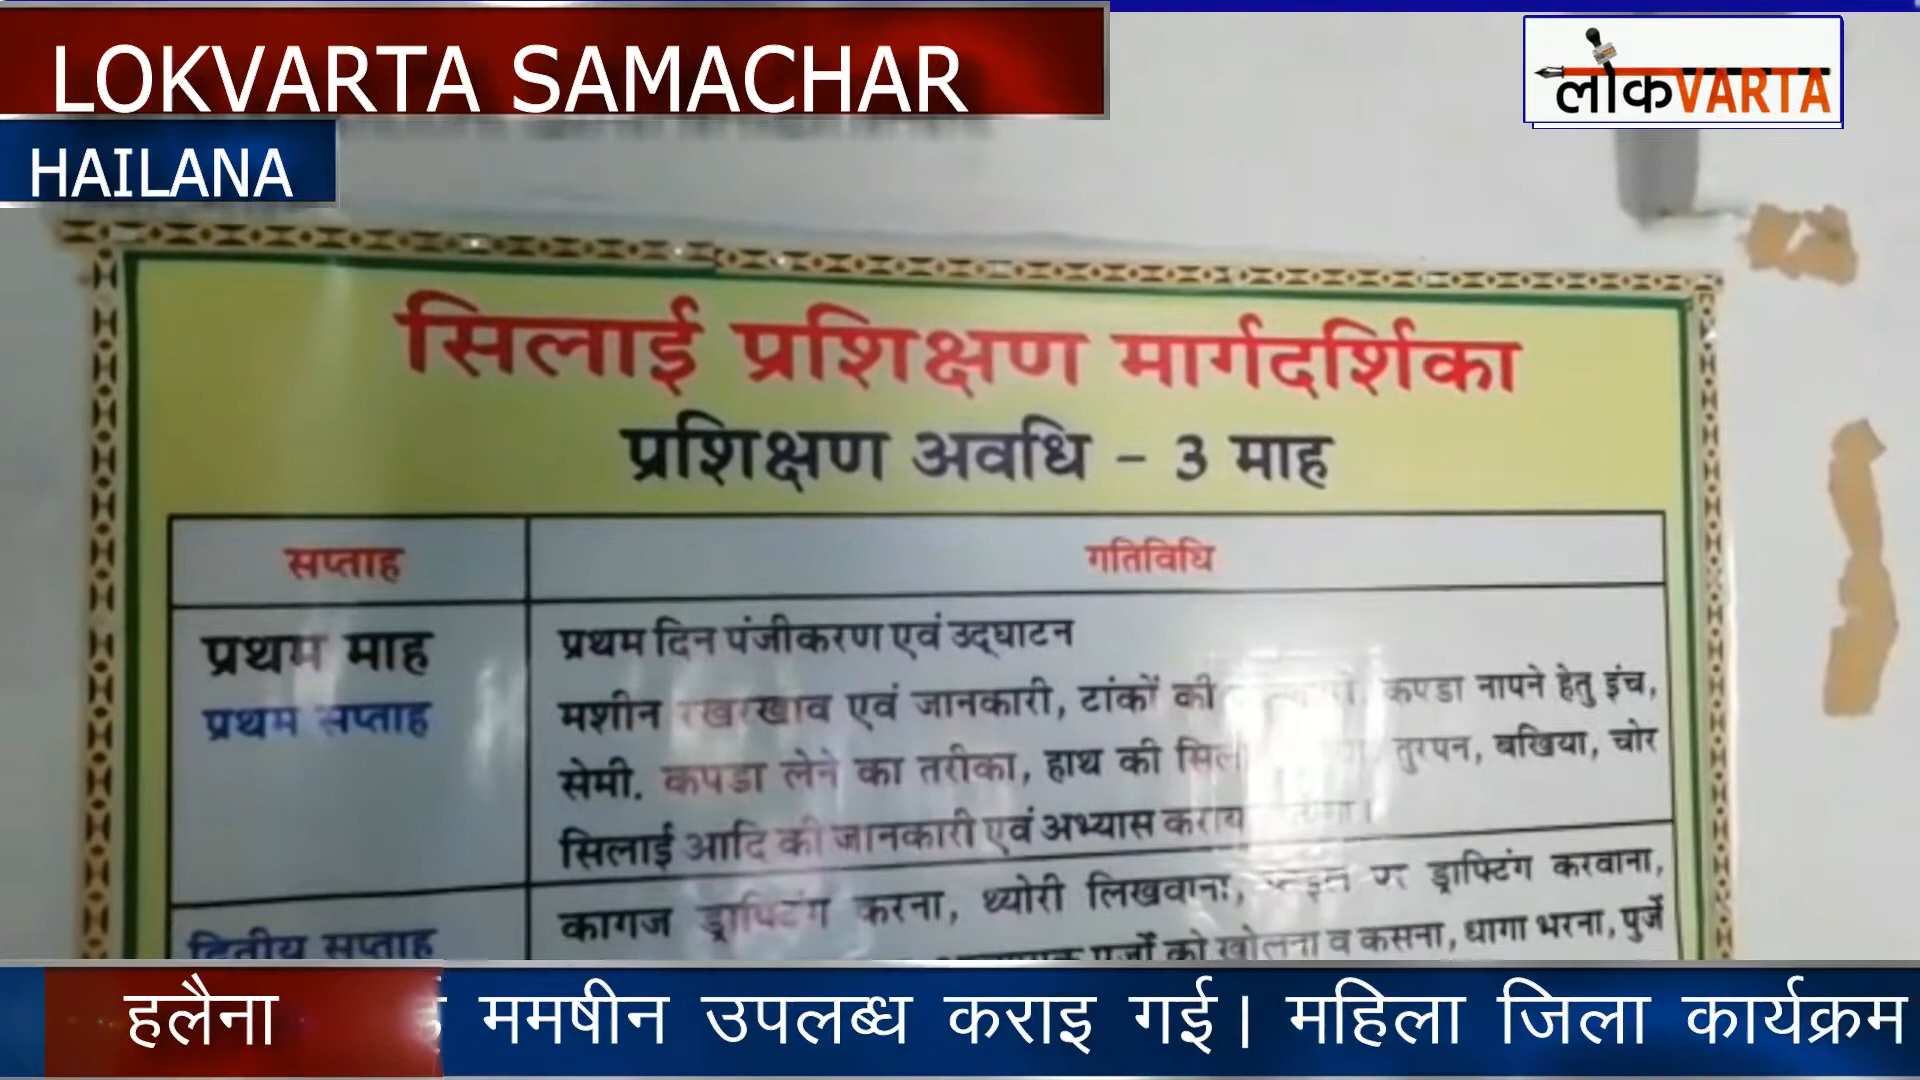 LOKVARTA SAMACHAR
लोकVARTA
HAILANA
सिलाई प्रशिक्षण मार्गदर्शिका
प्रशिक्षण अवधि - 3 माह
सप्ताह
गतिविधि
प्रथम माह
प्रथम सप्ताह
प्रथम दिन पंजीकरण एवं उद्घाटन
मशीन रखरखाव एवं जानकारी, टांकों की कपडा नापने हेतु इंच,
सेमी. कपडा लेने का तरीका, हाथ की तुरपन, बखिया, चोर
सिलाई आदि की जानकारी एवं अभ्यास
द्वितीय सप्ताह
कागज ड्राफ्टिंग करना, थ्योरी लिखवाना, पर ड्राफ्टिंग करवाना,
पुर्जों को खोलना व कसना, धागा भरना, पुर्जे
हलैना
ममषीन उपलब्ध कराइ गई। महिला जिला कार्यक्रम